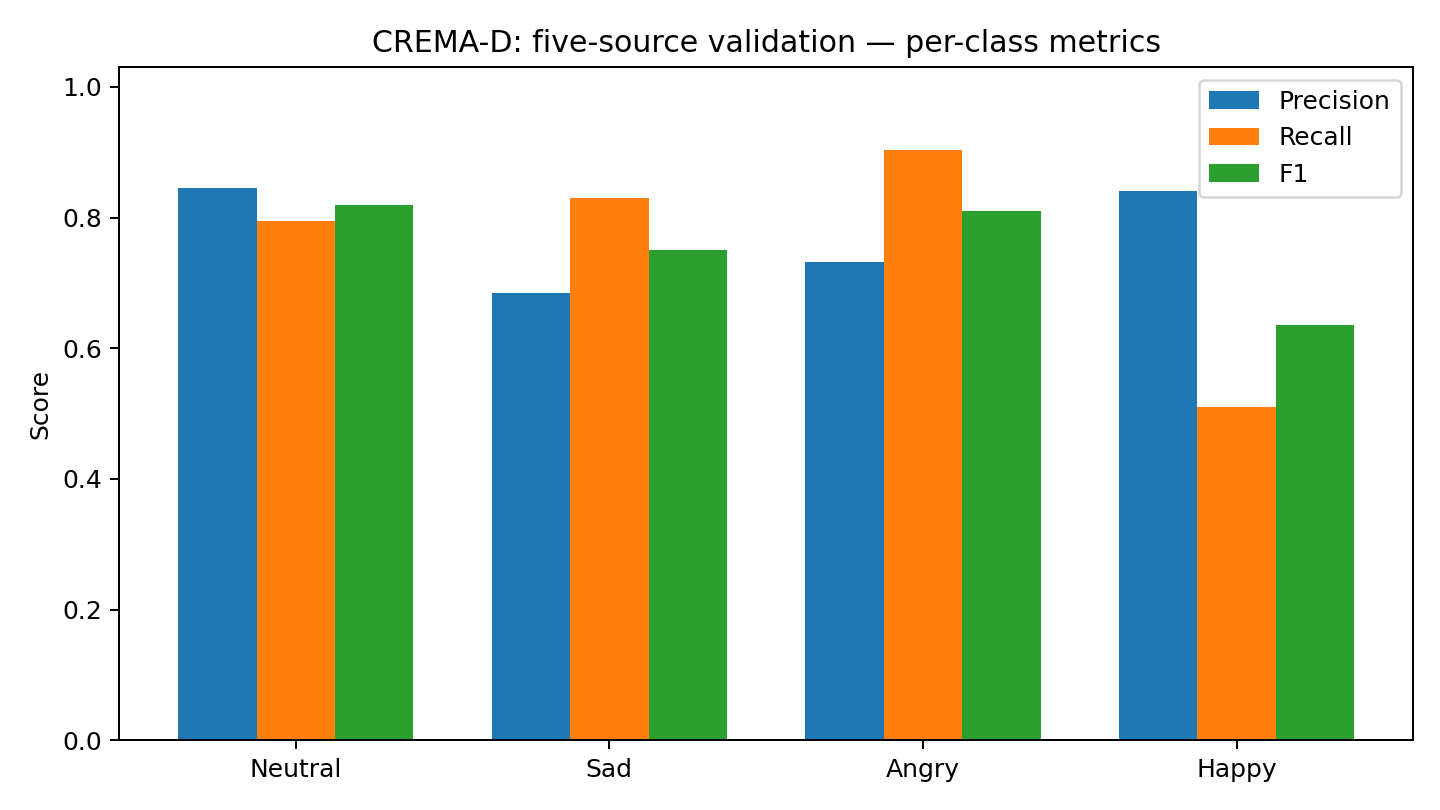 CREMA-D: five-source validation — per-class metrics
1.0
0.8
0.6
0.4
0.2
0.0
Score
Precision
Recall
F1
Neutral
Sad
Angry
Happy